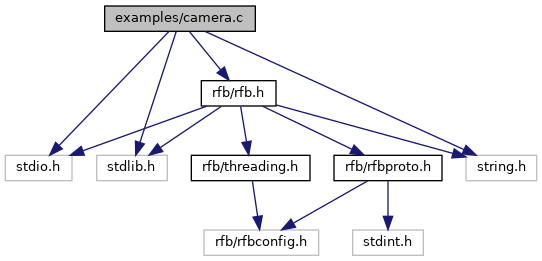 examples/camera.c
rfb/rfb.h
stdio.h
stdlib.h
rfb/threading.h
rfb/rfbproto.h
string.h
rfb/rfbconfig.h
stdint.h